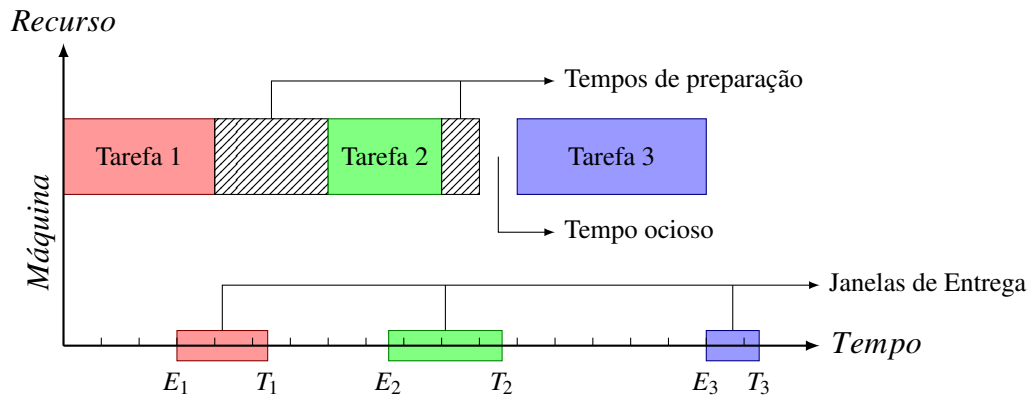 Recurso
Tempos de preparação
Tarefa 1
Tarefa 2
Tarefa 3
Máquina
Tempo ocioso
Janelas de Entrega
Tempo
E1
T1
E2
T2
E3
T3